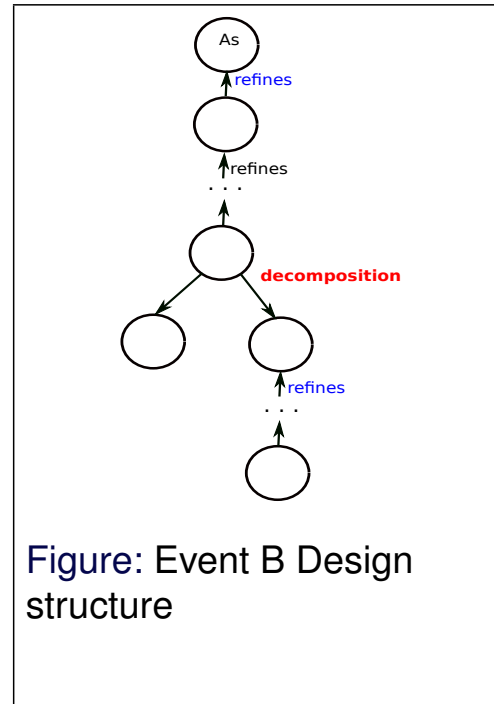 As
refines
refines
. . .
decomposition
refines
. . .
Figure: Event B Design
structure